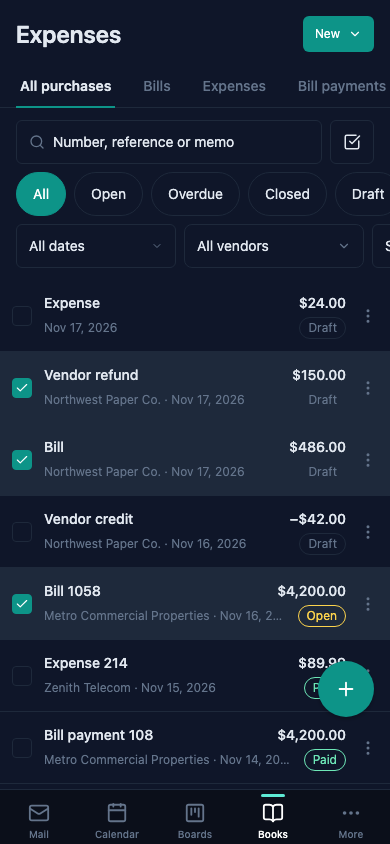 Expenses
New
All purchases Bills Expenses Bill payments
Number, reference or memo
All Open Overdue Closed Draft
All dates All vendors S
Expense $24.00
Nov 17, 2026 Draft
Vendor refund $150.00
Northwest Paper Co. · Nov 17, 2026 Draft
Bill $486.00
Northwest Paper Co. · Nov 17, 2026 Draft
Vendor credit –$42.00
Northwest Paper Co. · Nov 16, 2026 Draft
Bill 1058 $4,200.00
Metro Commercial Properties · Nov 16, 2... Open
Expense 214 $89.99
Zenith Telecom · Nov 15, 2026
Bill payment 108 $4,200.00
Metro Commercial Properties · Nov 14, 20... Paid
Mail Calendar Boards Books More